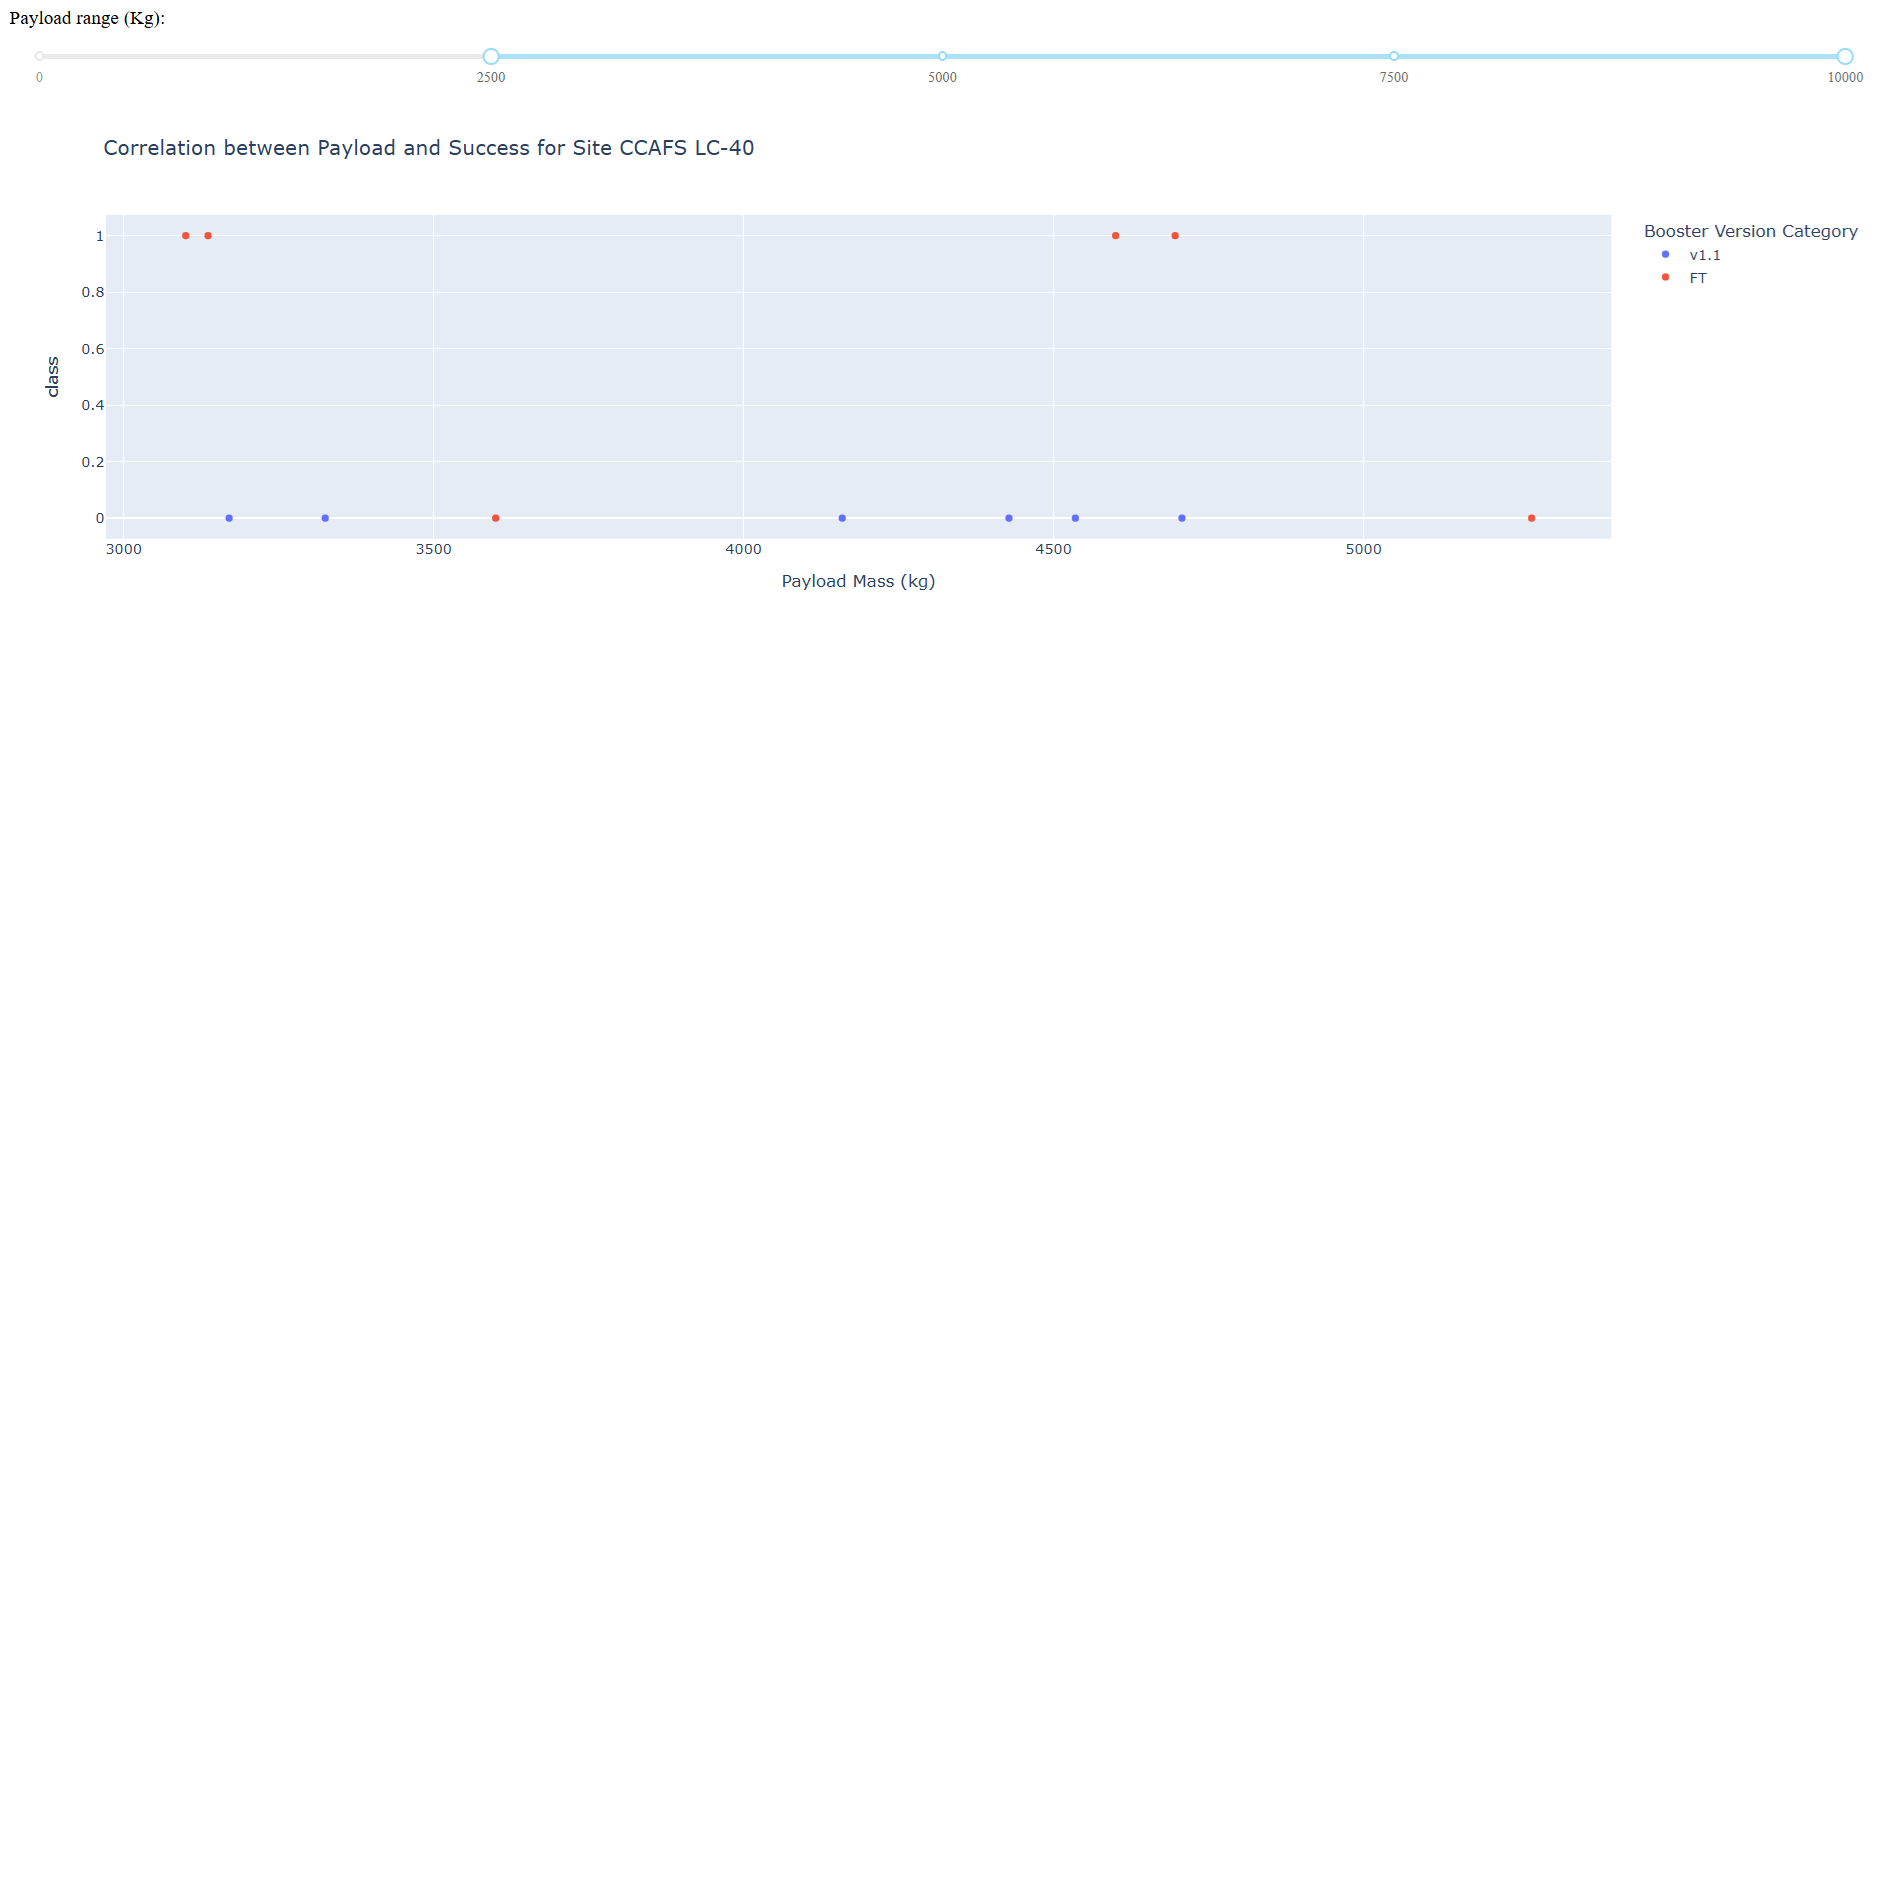 Payload range (Kg):
0 2500 5000 7500 10000
Correlation between Payload and Success for Site CCAFS LC-40
Booster Version Category
v1.1
FT
1
0.8
0.6
0.4
0.2
0
class
3000 3500 4000 4500 5000
Payload Mass (kg)